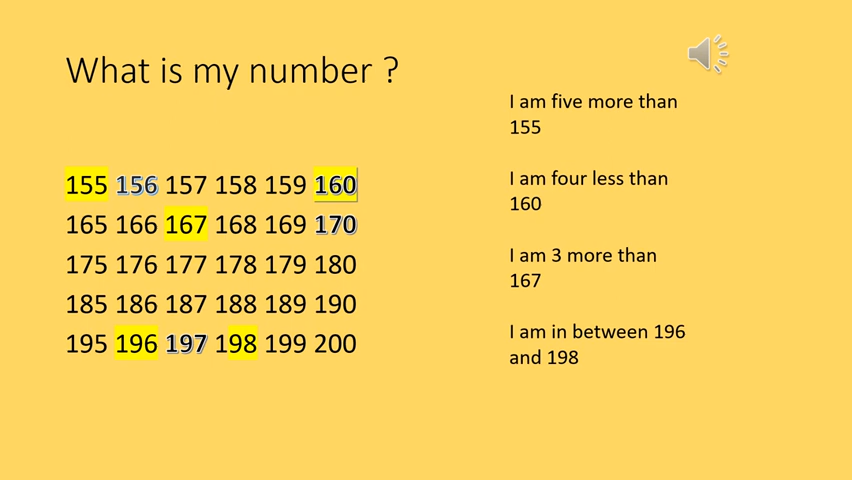 What is my number ?
155 156 157 158 159 160
165 166 167 168 169 170
175 176 177 178 179 180
185 186 187 188 189 190
195 196 197 198 199 200
I am five more than
155
I am four less than
160
I am 3 more than
167
I am in between 196
and 198